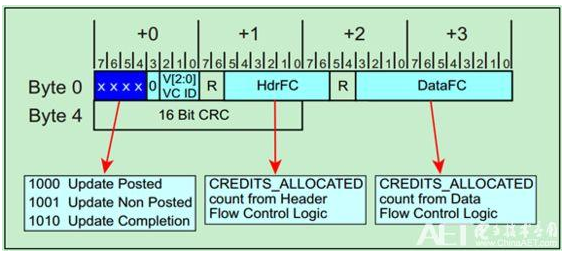 +0 +1 +2 +3
7 6 5 4 3 2 1 0 7 6 5 4 3 2 1 0 7 6 5 4 3 2 1 0 7 6 5 4 3 2 1 0
Byte 0 x x x x 0 V[2:0] R HdrFC R DataFC
VC ID
Byte 4 16 Bit CRC
1000 Update Posted
1001 Update Non Posted
1010 Update Completion
CREDITS_ALLOCATED
count from Header
Flow Control Logic
CREDITS_ALLOCATED
count from Data
Flow Control Logic
AET
www.ChinaAET.com